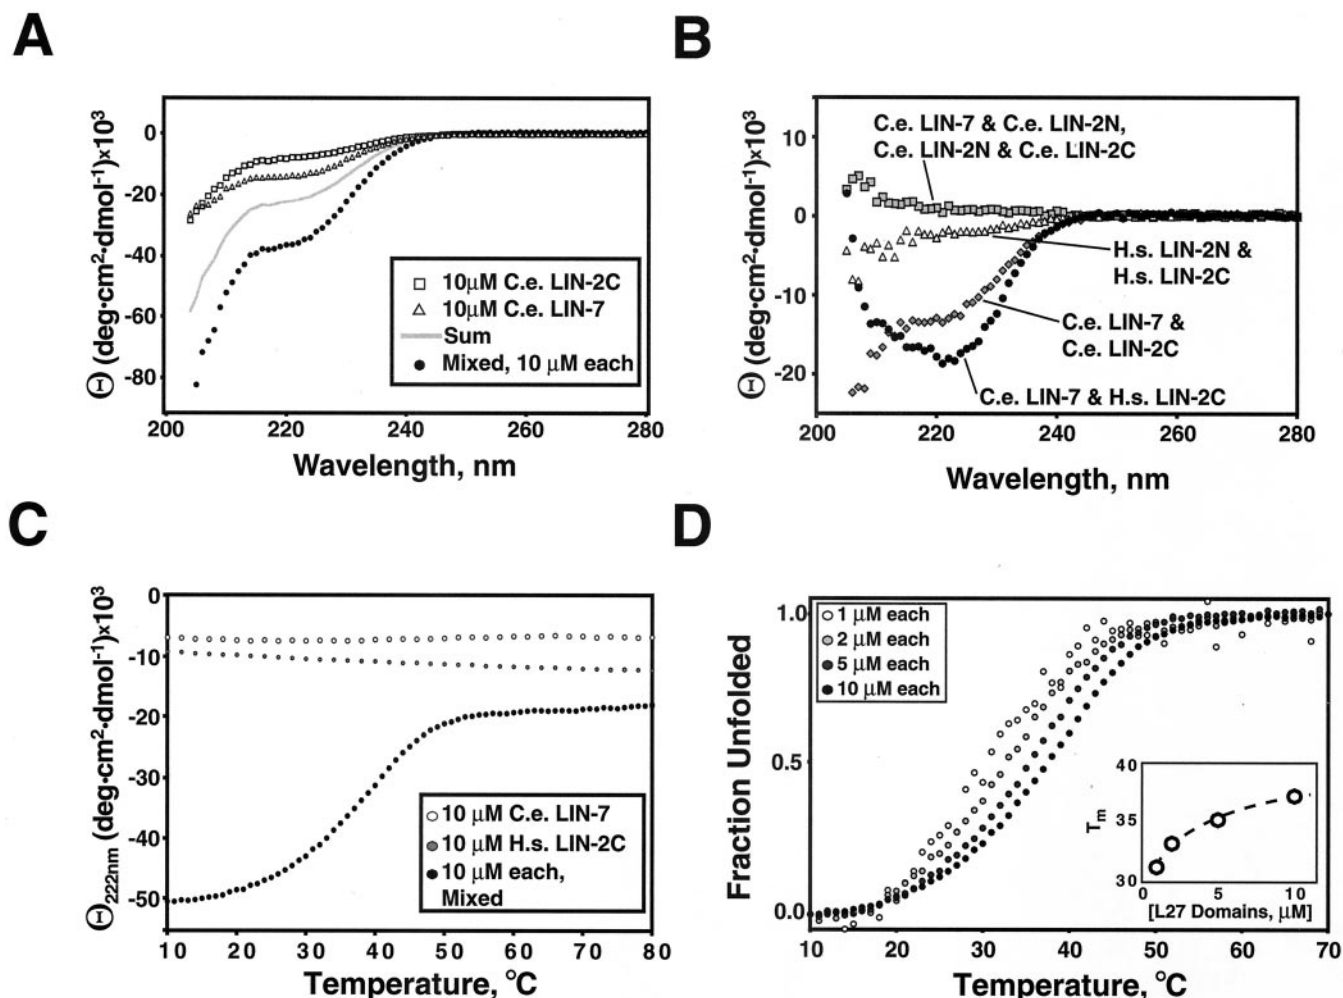 A
Θ (deg•cm²•dmol⁻¹)×10³
0
-20
-40
-60
-80
200
220
240
260
280
Wavelength, nm
10μM C.e. LIN-2C
10μM C.e. LIN-7
Sum
Mixed, 10 μM each
B
Θ (deg•cm²•dmol⁻¹)×10³
10
0
-10
-20
200
220
240
260
280
Wavelength, nm
C.e. LIN-7 & C.e. LIN-2N,
C.e. LIN-2N & C.e. LIN-2C
H.s. LIN-2N &
H.s. LIN-2C
C.e. LIN-7 &
C.e. LIN-2C
C.e. LIN-7 & H.s. LIN-2C
C
Θ222nm (deg•cm²•dmol⁻¹)×10³
0
-10
-20
-30
-40
-50
10 20 30 40 50 60 70 80
Temperature, °C
10 μM C.e. LIN-7
10 μM H.s. LIN-2C
10 μM each,
Mixed
D
Fraction Unfolded
1.0
0.5
0.0
10 20 30 40 50 60 70
Temperature, °C
1 μM each
2 μM each
5 μM each
10 μM each
Tm
40
35
30
0 5 10
[L27 Domains, μM]